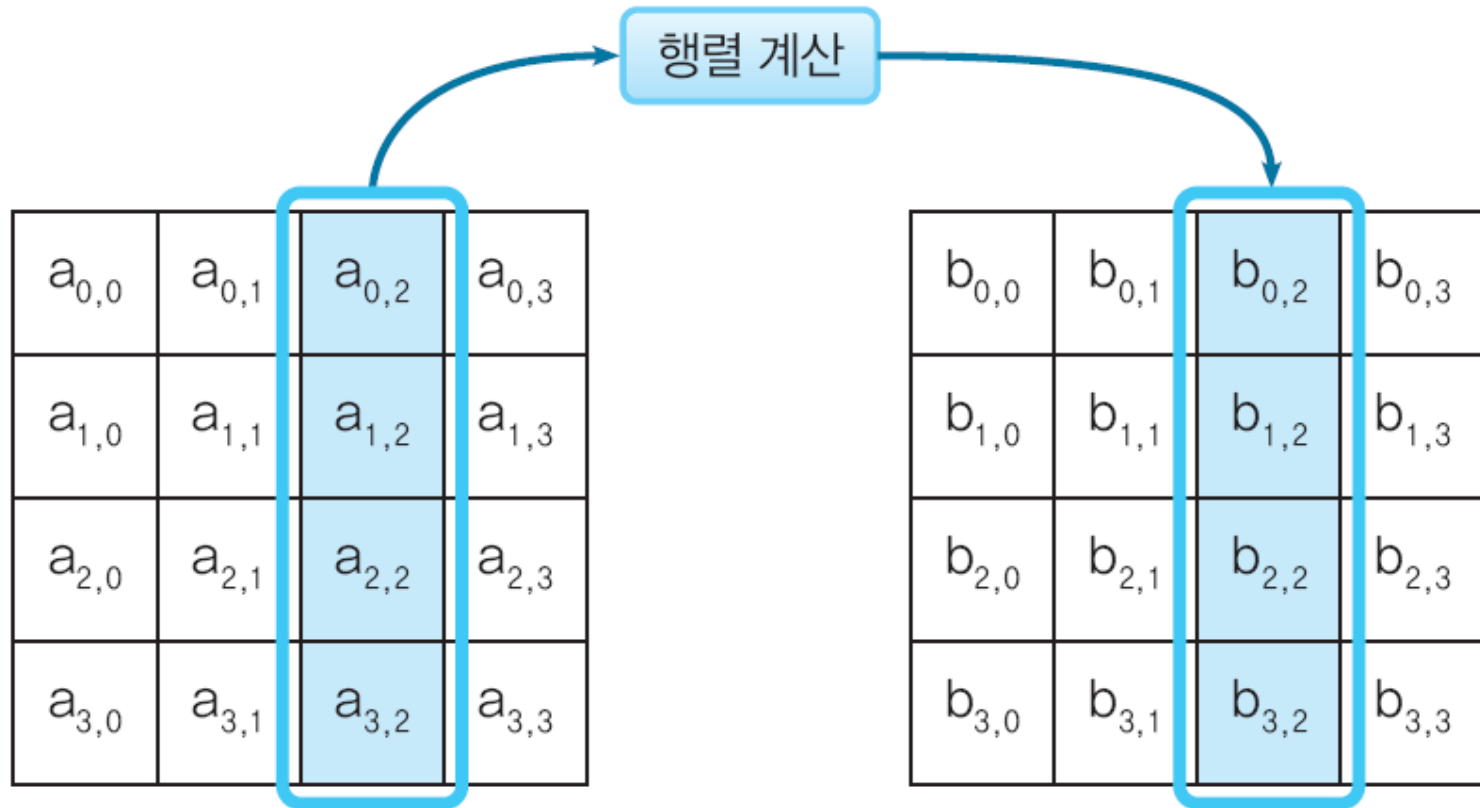 행렬 계산
a0,0 a0,1 a0,2 a0,3 b0,0 b0,1 b0,2 b0,3
a1,0 a1,1 a1,2 a1,3 b1,0 b1,1 b1,2 b1,3
a2,0 a2,1 a2,2 a2,3 b2,0 b2,1 b2,2 b2,3
a3,0 a3,1 a3,2 a3,3 b3,0 b3,1 b3,2 b3,3